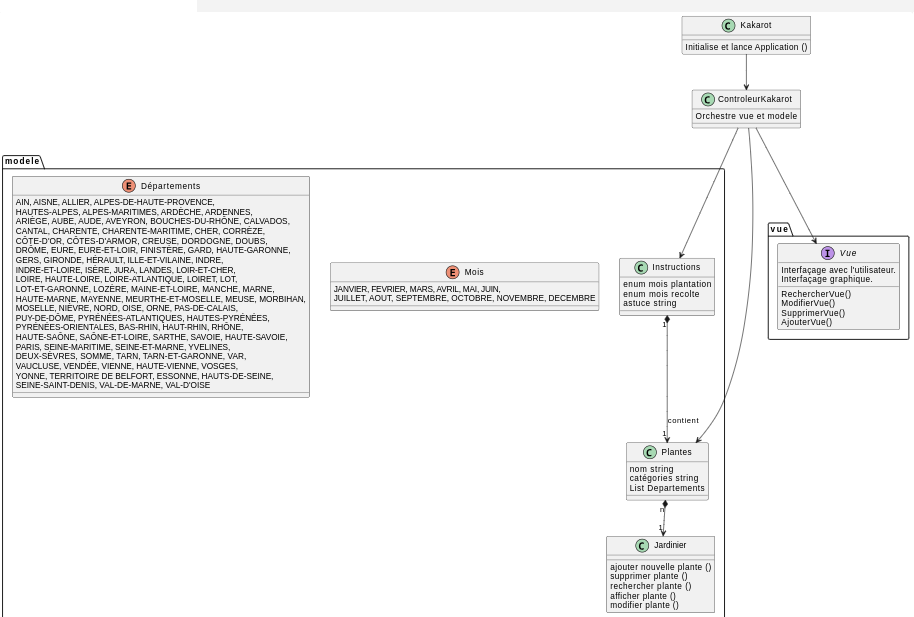 C Kakarot
Initialise et lance Application ()
C ControleurKakarot
Orchestre vue et modele
modele
E Départements
AIN, AISNE, ALLIER, ALPES-DE-HAUTE-PROVENCE,
HAUTES-ALPES, ALPES-MARITIMES, ARDÈCHE, ARDENNES,
ARIÈGE, AUBE, AUDE, AVEYRON, BOUCHES-DU-RHÔNE, CALVADOS,
CANTAL, CHARENTE, CHARENTE-MARITIME, CHER, CORRÈZE,
CÔTE-D'OR, CÔTES-D'ARMOR, CREUSE, DORDOGNE, DOUBS,
DRÔME, EURE, EURE-ET-LOIR, FINISTÈRE, GARD, HAUTE-GARONNE,
GERS, GIRONDE, HÉRAULT, ILLE-ET-VILAINE, INDRE,
INDRE-ET-LOIRE, ISÈRE, JURA, LANDES, LOIR-ET-CHER,
LOIRE, HAUTE-LOIRE, LOIRE-ATLANTIQUE, LOIRET, LOT,
LOT-ET-GARONNE, LOZÈRE, MAINE-ET-LOIRE, MANCHE, MARNE,
HAUTE-MARNE, MAYENNE, MEURTHE-ET-MOSELLE, MEUSE, MORBIHAN,
MOSELLE, NIÈVRE, NORD, OISE, ORNE, PAS-DE-CALAIS,
PUY-DE-DÔME, PYRÉNÉES-ATLANTIQUES, HAUTES-PYRÉNÉES,
PYRÉNÉES-ORIENTALES, BAS-RHIN, HAUT-RHIN, RHÔNE,
HAUTE-SAÔNE, SAÔNE-ET-LOIRE, SARTHE, SAVOIE, HAUTE-SAVOIE,
PARIS, SEINE-MARITIME, SEINE-ET-MARNE, YVELINES,
DEUX-SÈVRES, SOMME, TARN, TARN-ET-GARONNE, VAR,
VAUCLUSE, VENDÉE, VIENNE, HAUTE-VIENNE, VOSGES,
YONNE, TERRITOIRE DE BELFORT, ESSONNE, HAUTS-DE-SEINE,
SEINE-SAINT-DENIS, VAL-DE-MARNE, VAL-D'OISE
E Mois
JANVIER, FEVRIER, MARS, AVRIL, MAI, JUIN,
JUILLET, AOUT, SEPTEMBRE, OCTOBRE, NOVEMBRE, DECEMBRE
C Instructions
enum mois plantation
enum mois recolte
astuce string
1
contient
1
vue
I Vue
Interfaçage avec l'utilisateur.
Interfaçage graphique.
RechercherVue()
ModifierVue()
SupprimerVue()
AjouterVue()
C Plantes
nom string
catégories string
List Departements
n
1
C Jardinier
ajouter nouvelle plante ()
supprimer plante ()
rechercher plante ()
afficher plante ()
modifier plante ()